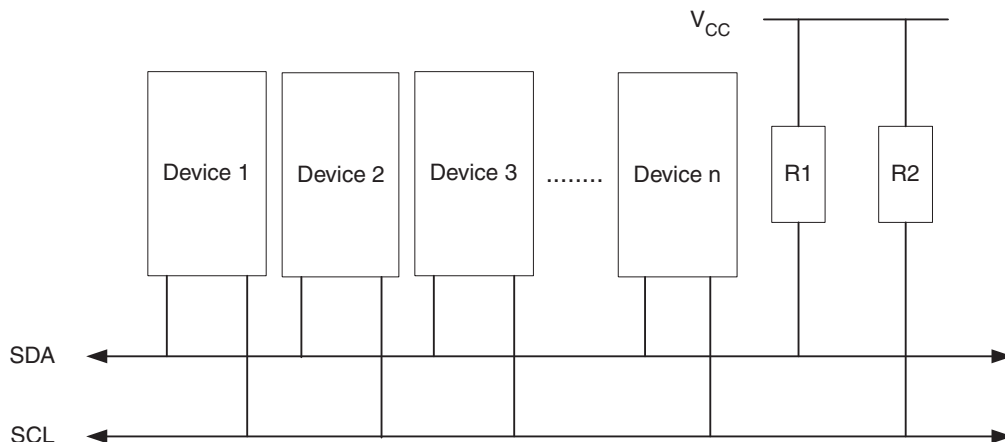 VCC
Device 1
Device 2
Device 3
........
Device n
R1
R2
SDA
SCL